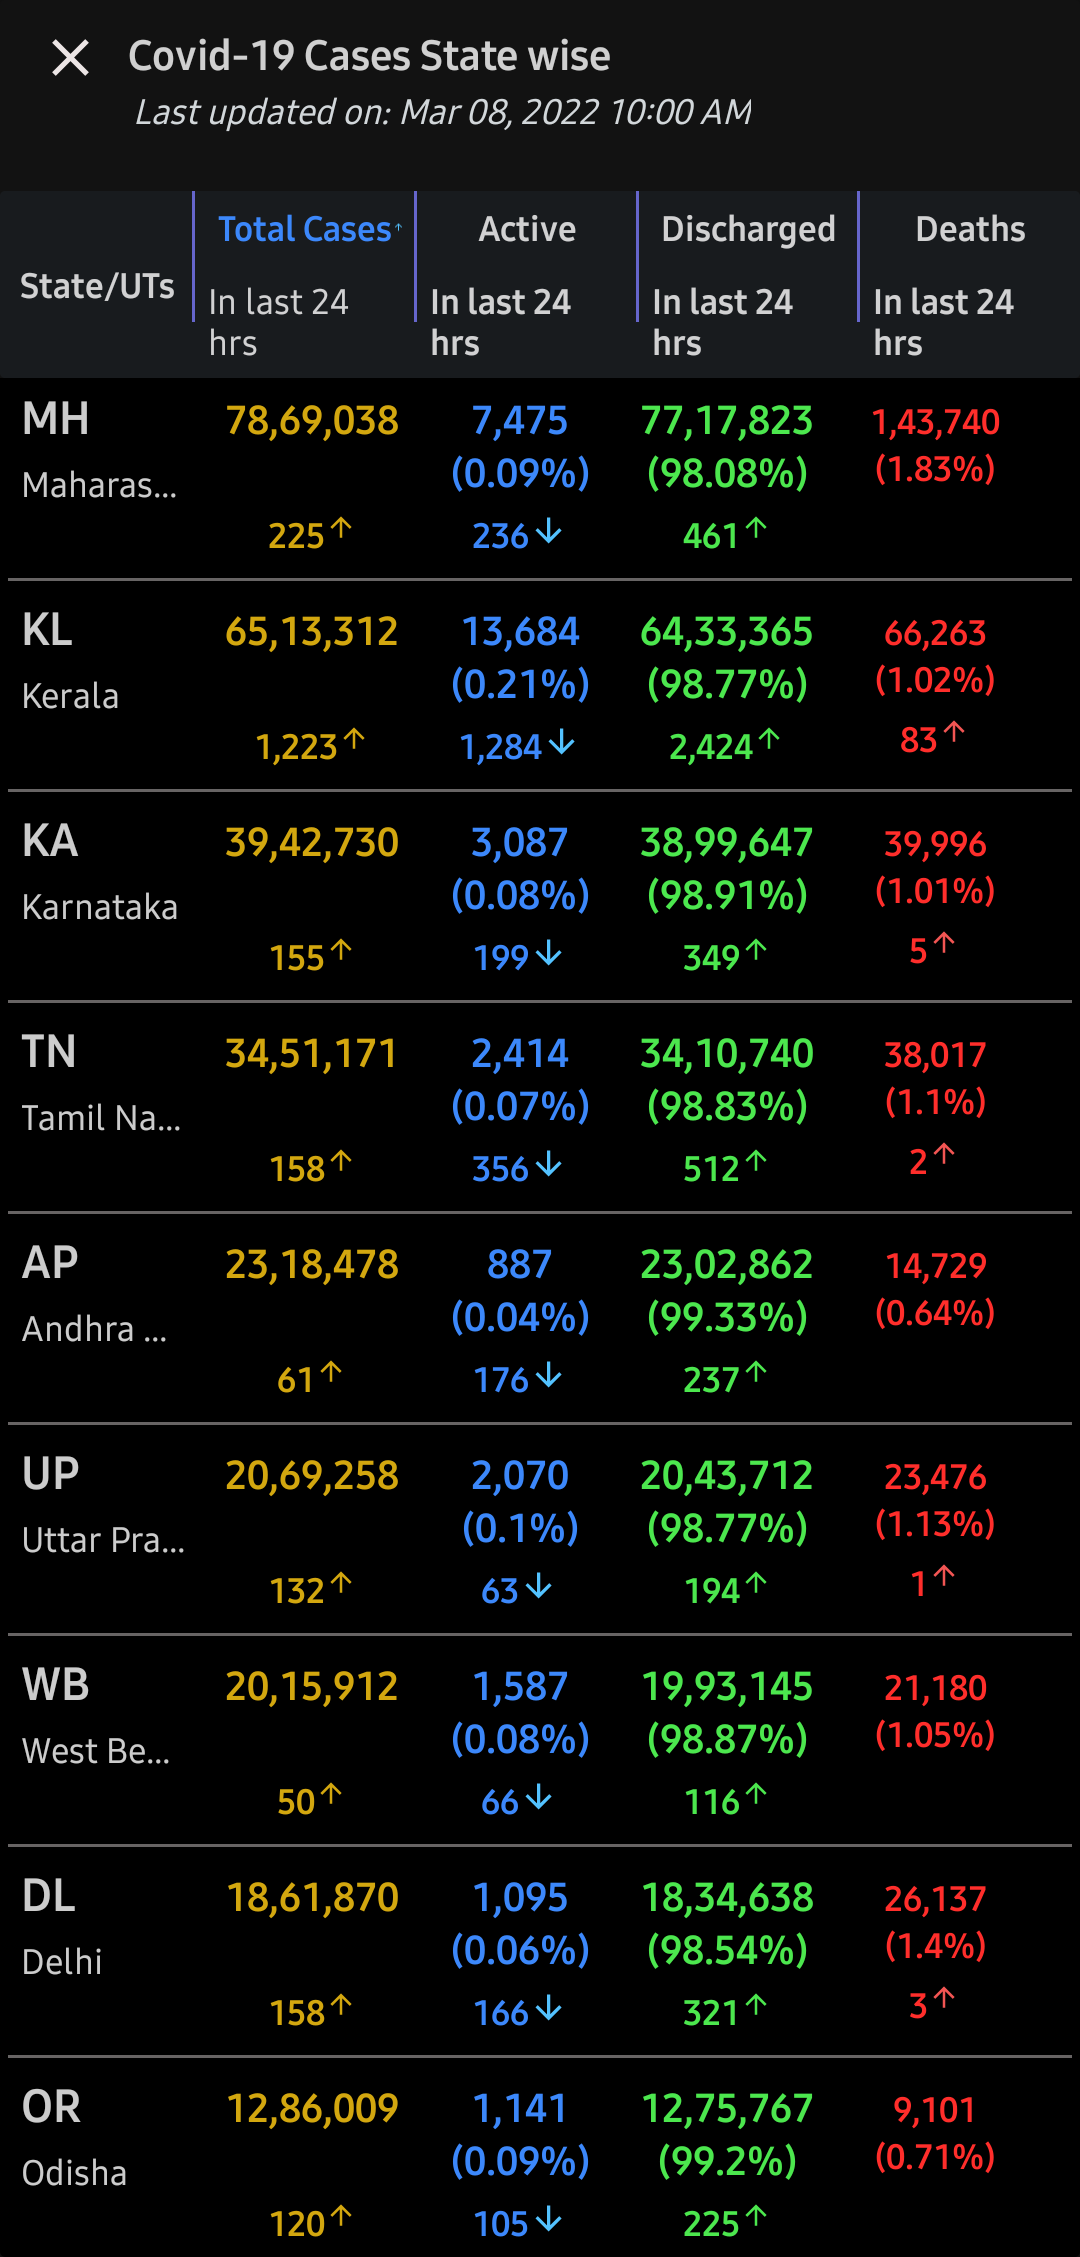 Covid-19 Cases State wise
Last updated on: Mar 08, 2022 10:00 AM
State/UTs
Total Cases↑ Active Discharged Deaths
In last 24 hrs In last 24 hrs In last 24 hrs In last 24 hrs
MH 78,69,038 7,475 77,17,823 1,43,740
Maharas... (0.09%) (98.08%) (1.83%)
225↑ 236↓ 461↑
KL 65,13,312 13,684 64,33,365 66,263
Kerala (0.21%) (98.77%) (1.02%)
1,223↑ 1,284↓ 2,424↑ 83↑
KA 39,42,730 3,087 38,99,647 39,996
Karnataka (0.08%) (98.91%) (1.01%)
155↑ 199↓ 349↑ 5↑
TN 34,51,171 2,414 34,10,740 38,017
Tamil Na... (0.07%) (98.83%) (1.1%)
158↑ 356↓ 512↑ 2↑
AP 23,18,478 887 23,02,862 14,729
Andhra ... (0.04%) (99.33%) (0.64%)
61↑ 176↓ 237↑
UP 20,69,258 2,070 20,43,712 23,476
Uttar Pra... (0.1%) (98.77%) (1.13%)
132↑ 63↓ 194↑ 1↑
WB 20,15,912 1,587 19,93,145 21,180
West Be... (0.08%) (98.87%) (1.05%)
50↑ 66↓ 116↑
DL 18,61,870 1,095 18,34,638 26,137
Delhi (0.06%) (98.54%) (1.4%)
158↑ 166↓ 321↑ 3↑
OR 12,86,009 1,141 12,75,767 9,101
Odisha (0.09%) (99.2%) (0.71%)
120↑ 105↓ 225↑